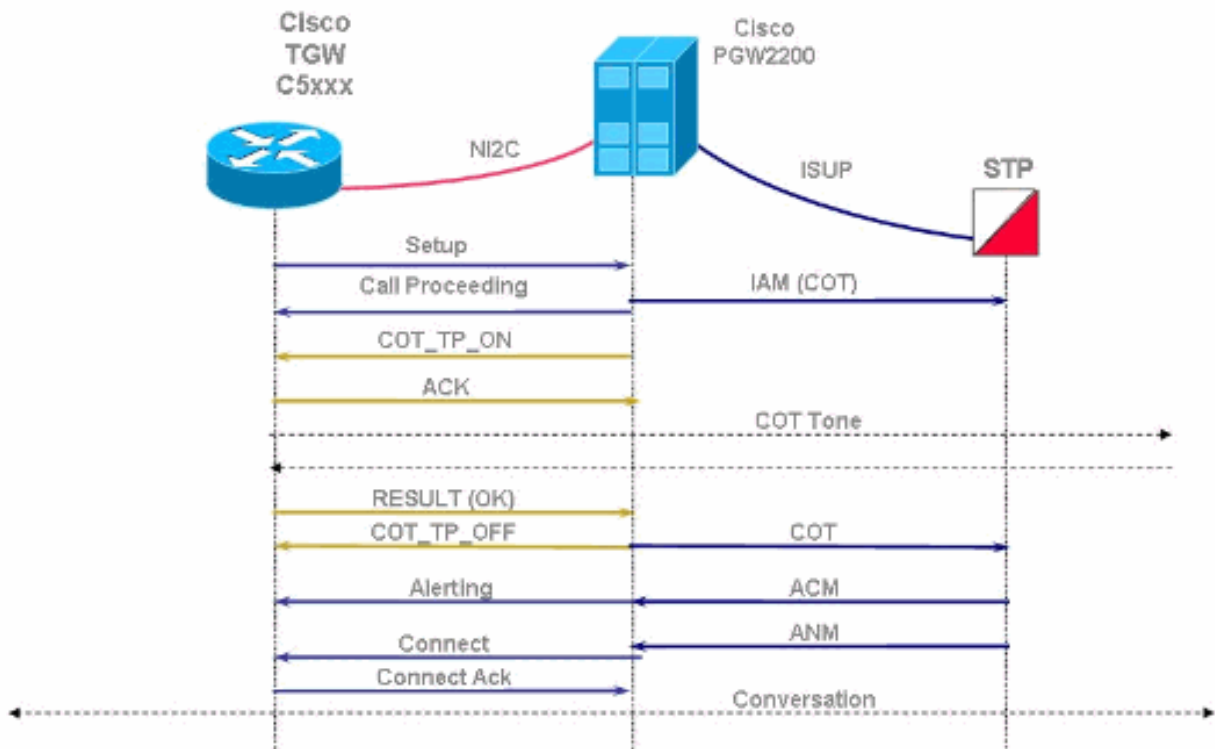 Cisco
TGW
C5xxx
Cisco
PGW2200
NI2C
ISUP
STP
Setup
Call Proceeding
IAM (COT)
COT_TP_ON
ACK
COT Tone
RESULT (OK)
COT_TP_OFF
COT
Alerting
ACM
Connect
ANM
Connect Ack
Conversation